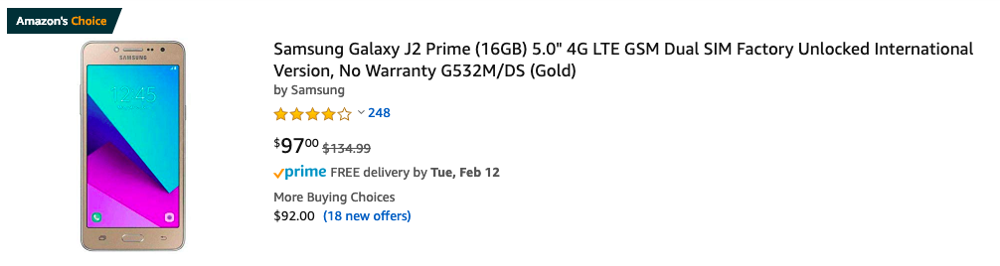 Amazon's Choice
SAMSUNG
12:45
Samsung Galaxy J2 Prime (16GB) 5.0" 4G LTE GSM Dual SIM Factory Unlocked International
Version, No Warranty G532M/DS (Gold)
by Samsung
248
$9700 $134.99
prime FREE delivery by Tue, Feb 12
More Buying Choices
$92.00 (18 new offers)